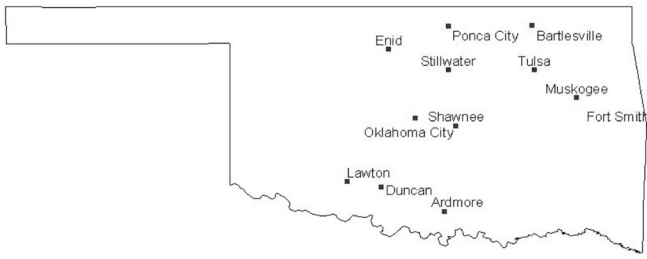 Ponca City
Bartlesville
Enid
Stillwater
Tulsa
Muskogee
Shawnee
Fort Smith
Oklahoma City
Lawton
Duncan
Ardmore